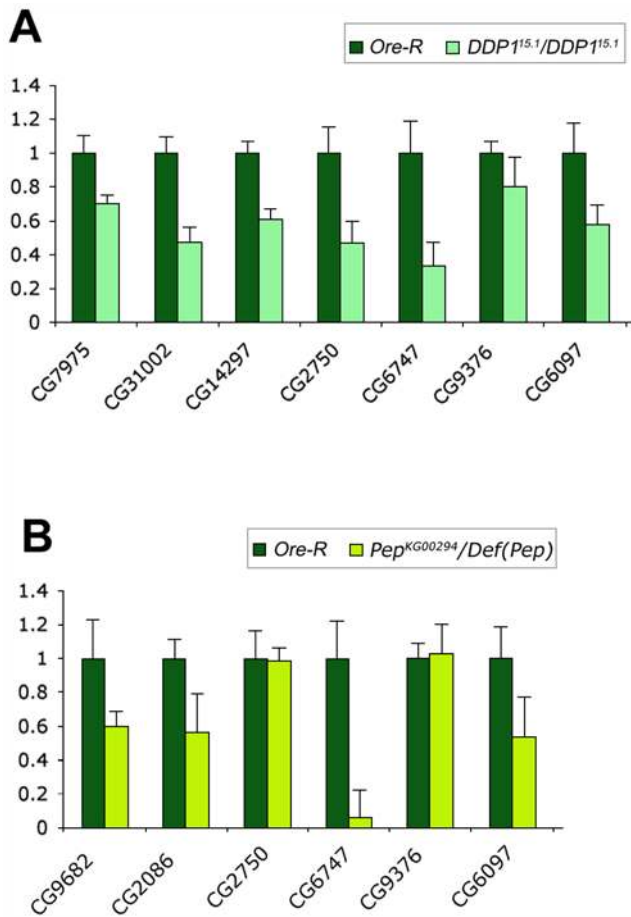 A
Ore-R DDP1^15.1/DDP1^15.1
1.4
1.2
1
0.8
0.6
0.4
0.2
0
CG7975
CG31002
CG14297
CG2750
CG6747
CG9376
CG6097
B
Ore-R Pep^KG00294/Def(Pep)
1.4
1.2
1
0.8
0.6
0.4
0.2
0
CG9682
CG2086
CG2750
CG6747
CG9376
CG6097